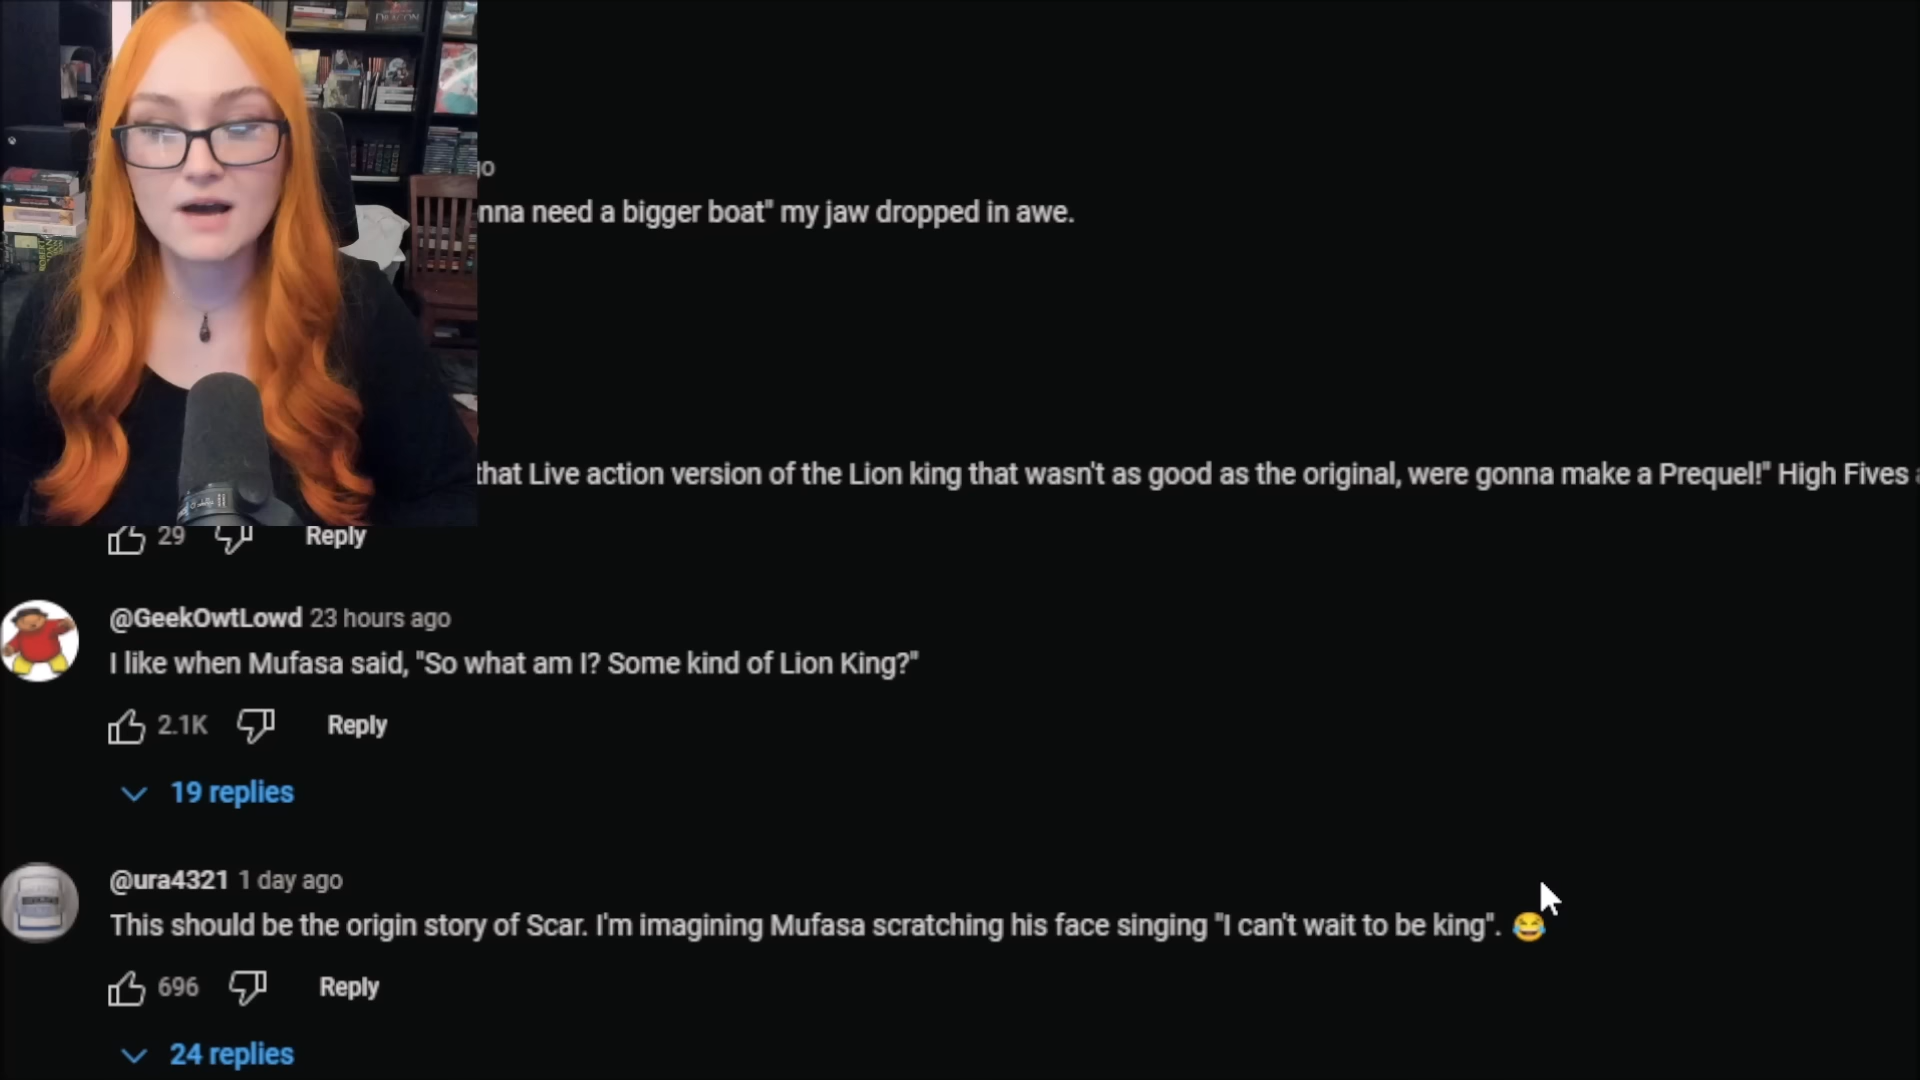 DRAGON
go
nna need a bigger boat" my jaw dropped in awe.
that Live action version of the Lion king that wasn't as good as the original, were gonna make a Prequel!" High Fives
29 Reply
@GeekOwtLowd 23 hours ago
I like when Mufasa said, "So what am I? Some kind of Lion King?"
2.1K Reply
19 replies
@ura4321 1 day ago
This should be the origin story of Scar. I'm imagining Mufasa scratching his face singing "I can't wait to be king". 😂
696 Reply
24 replies